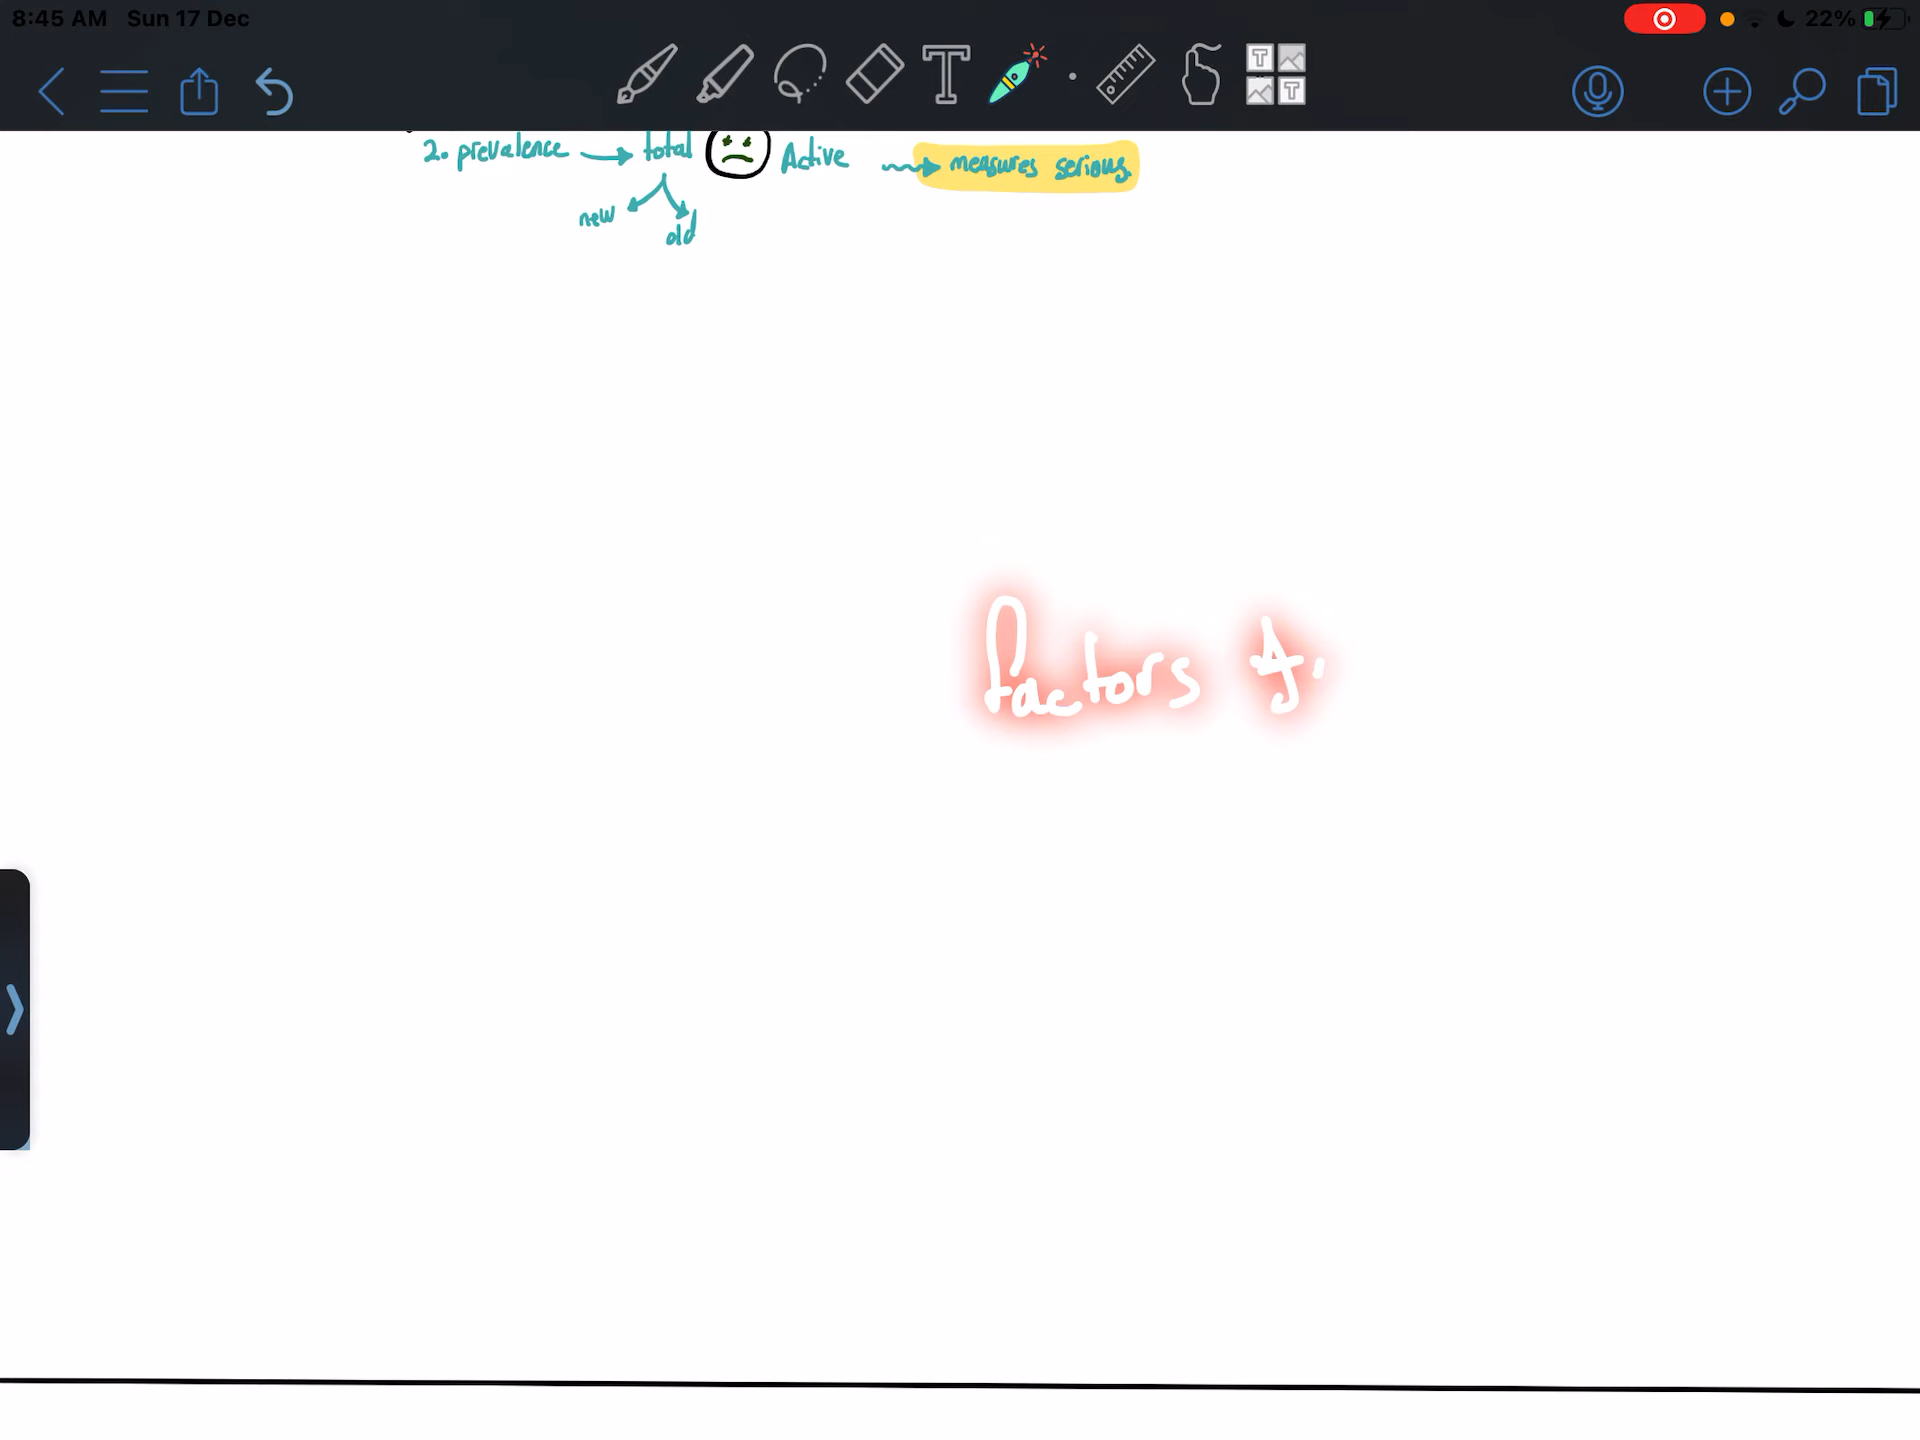 8:45 AM Sun 17 Dec
22%
2. prevalence → total Active → measures serious
new old
factors